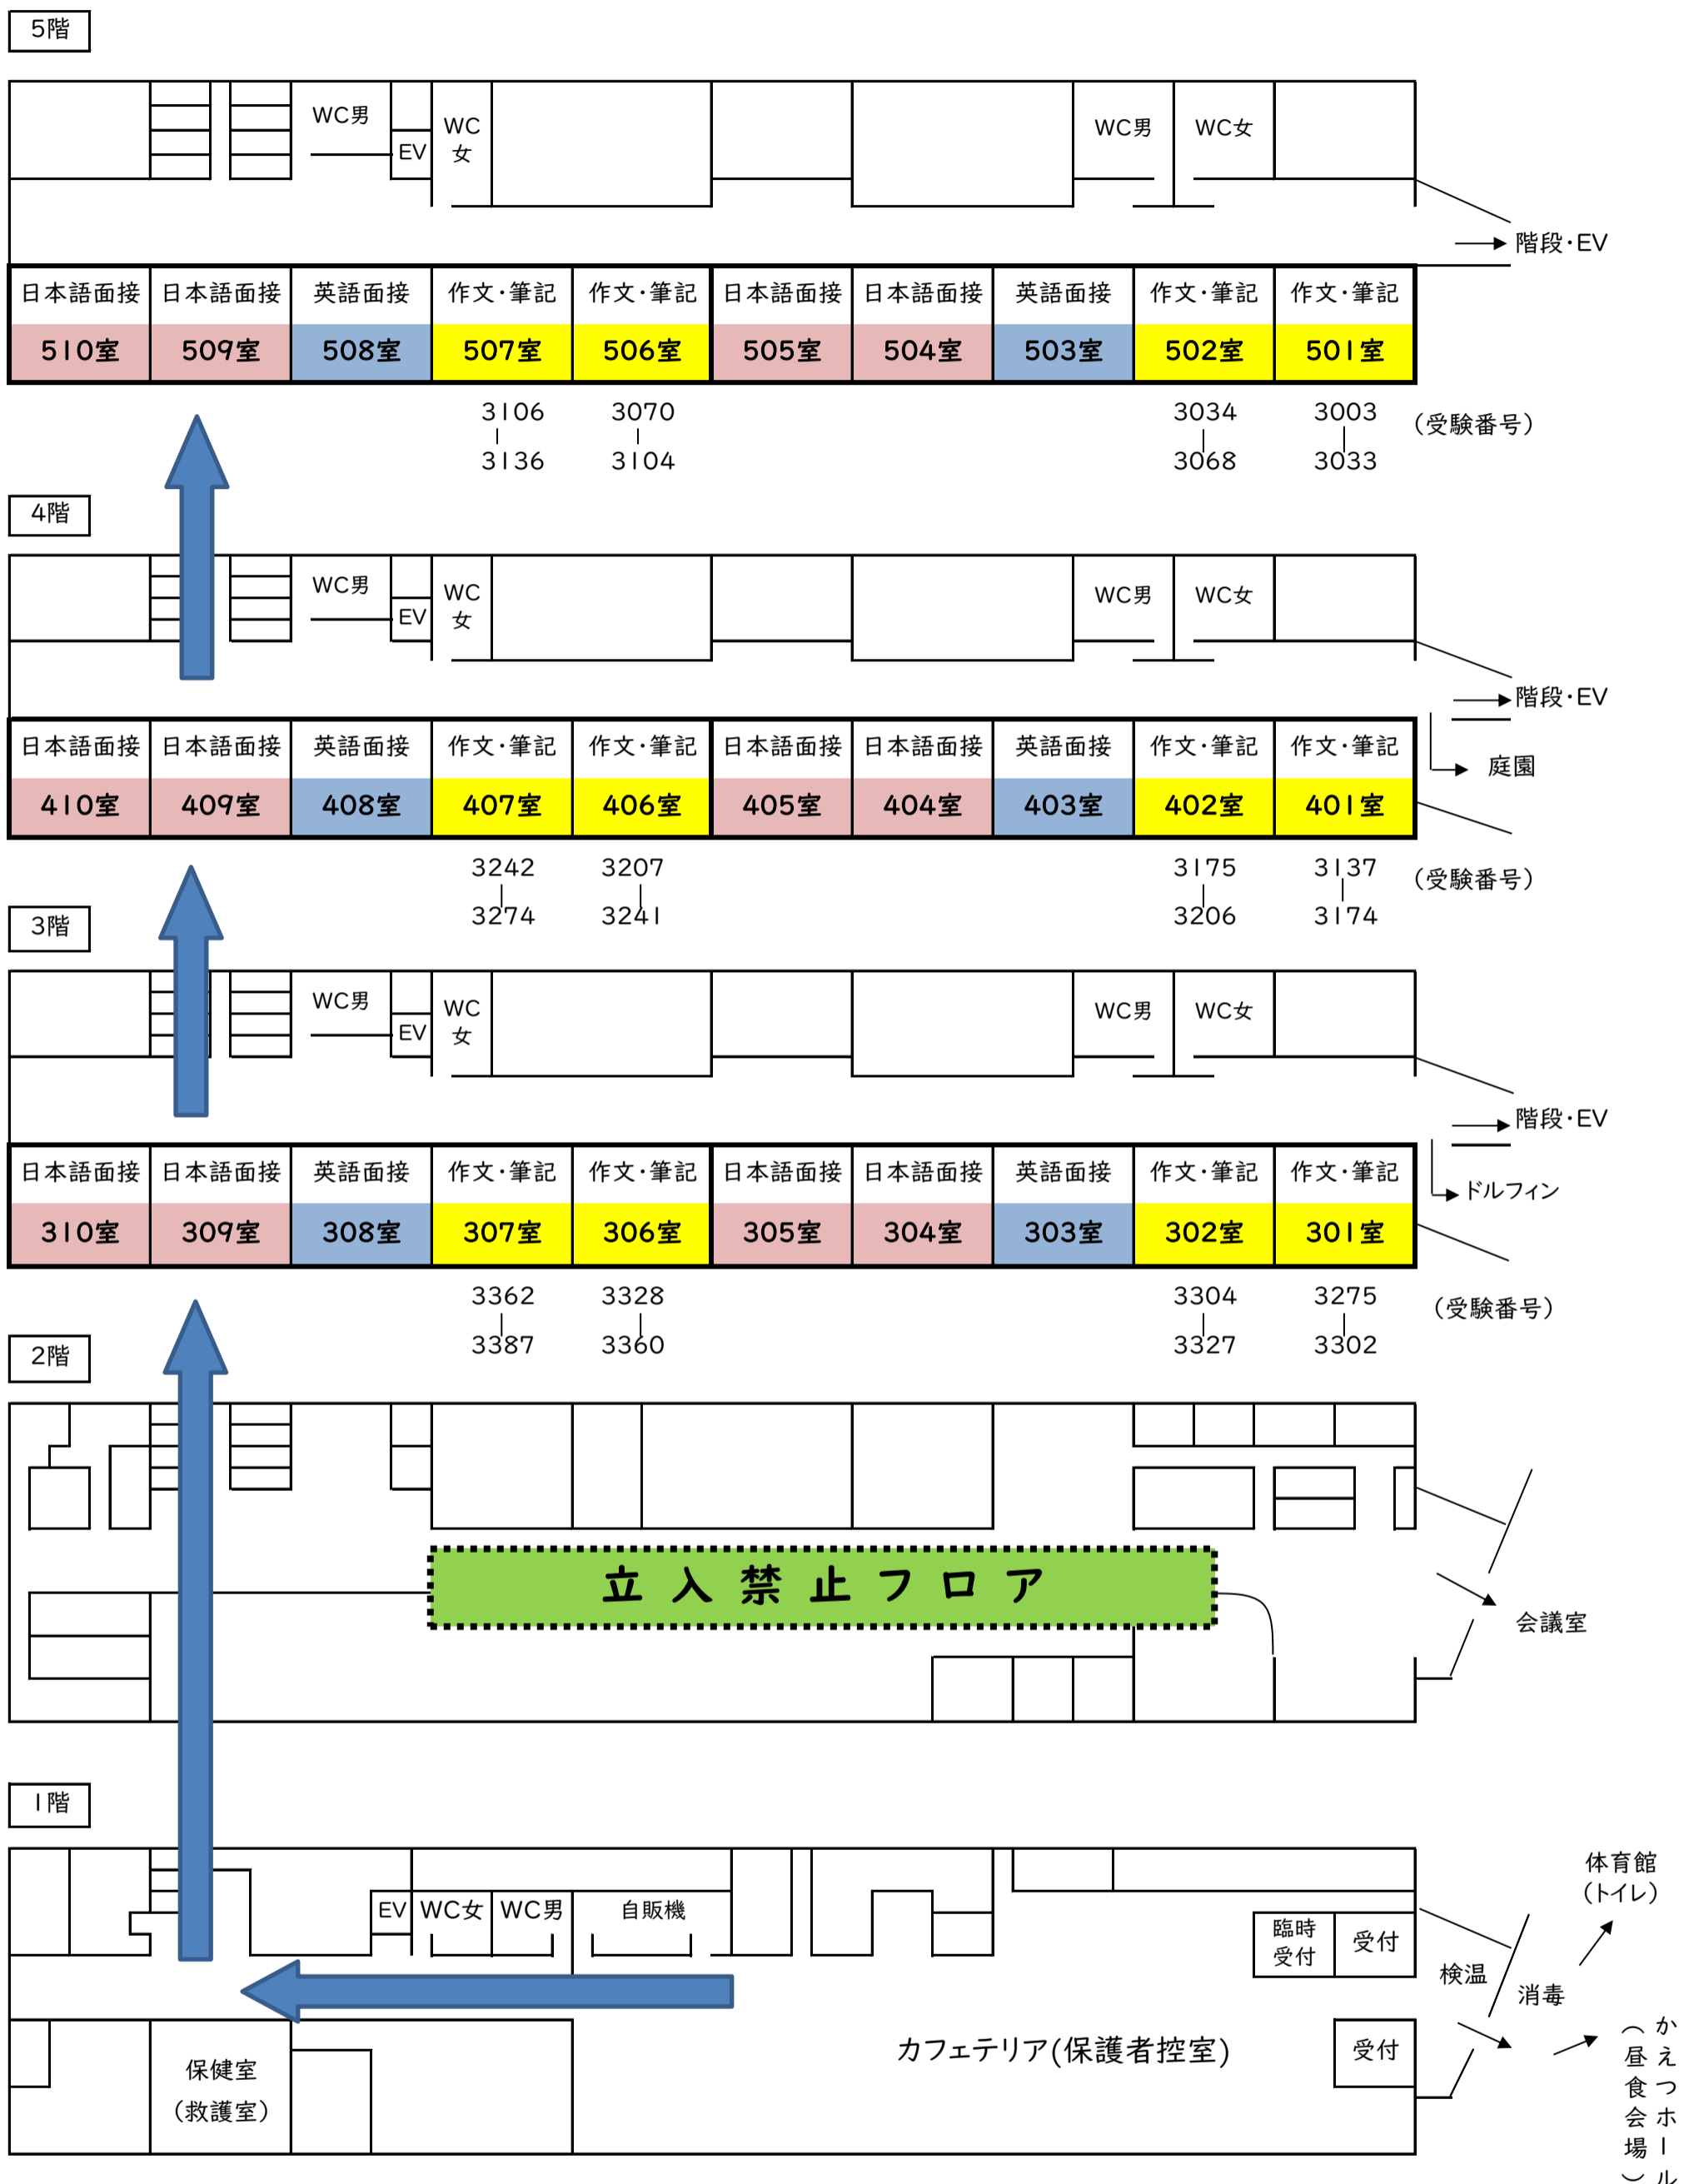 5階
WC男
EV
WC
女
WC男
WC女
階段・EV
日本語面接 日本語面接 英語面接 作文・筆記 作文・筆記 日本語面接 日本語面接 英語面接 作文・筆記 作文・筆記
510室 509室 508室 507室 506室 505室 504室 503室 502室 501室
3106 3070 3034 3003 (受験番号)
| | | |
3136 3104 3068 3033
4階
WC男
EV
WC
女
WC男
WC女
階段・EV
庭園
日本語面接 日本語面接 英語面接 作文・筆記 作文・筆記 日本語面接 日本語面接 英語面接 作文・筆記 作文・筆記
410室 409室 408室 407室 406室 405室 404室 403室 402室 401室
3242 3207 3175 3137 (受験番号)
| | | |
3274 3241 3206 3174
3階
WC男
EV
WC
女
WC男
WC女
階段・EV
ドルフィン
日本語面接 日本語面接 英語面接 作文・筆記 作文・筆記 日本語面接 日本語面接 英語面接 作文・筆記 作文・筆記
310室 309室 308室 307室 306室 305室 304室 303室 302室 301室
3362 3328 3304 3275 (受験番号)
| | | |
3387 3360 3327 3302
2階
立入禁止フロア
会議室
1階
EV
WC女
WC男
自販機
臨時
受付
受付
検温
消毒
体育館
(トイレ)
カフェテリア(保護者控室)
受付
保健室
(救護室)
かえつホール
(昼食会場)